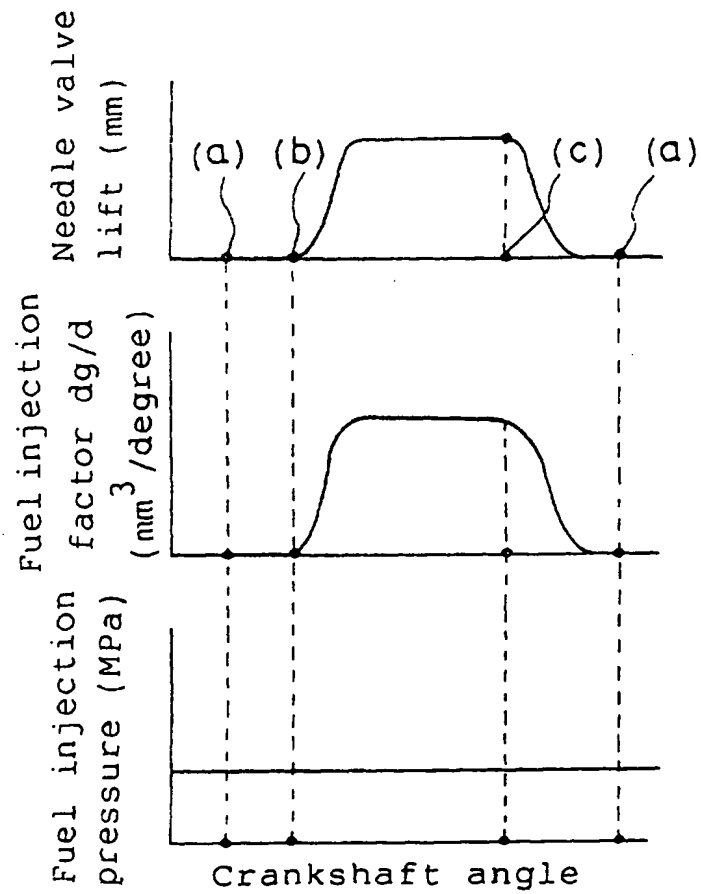 Needle valve
lift (mm)
(a)
(b)
(c)
(a)
Fuel injection
factor dg/d
(mm³/degree)
Fuel injection
pressure (MPa)
Crankshaft angle